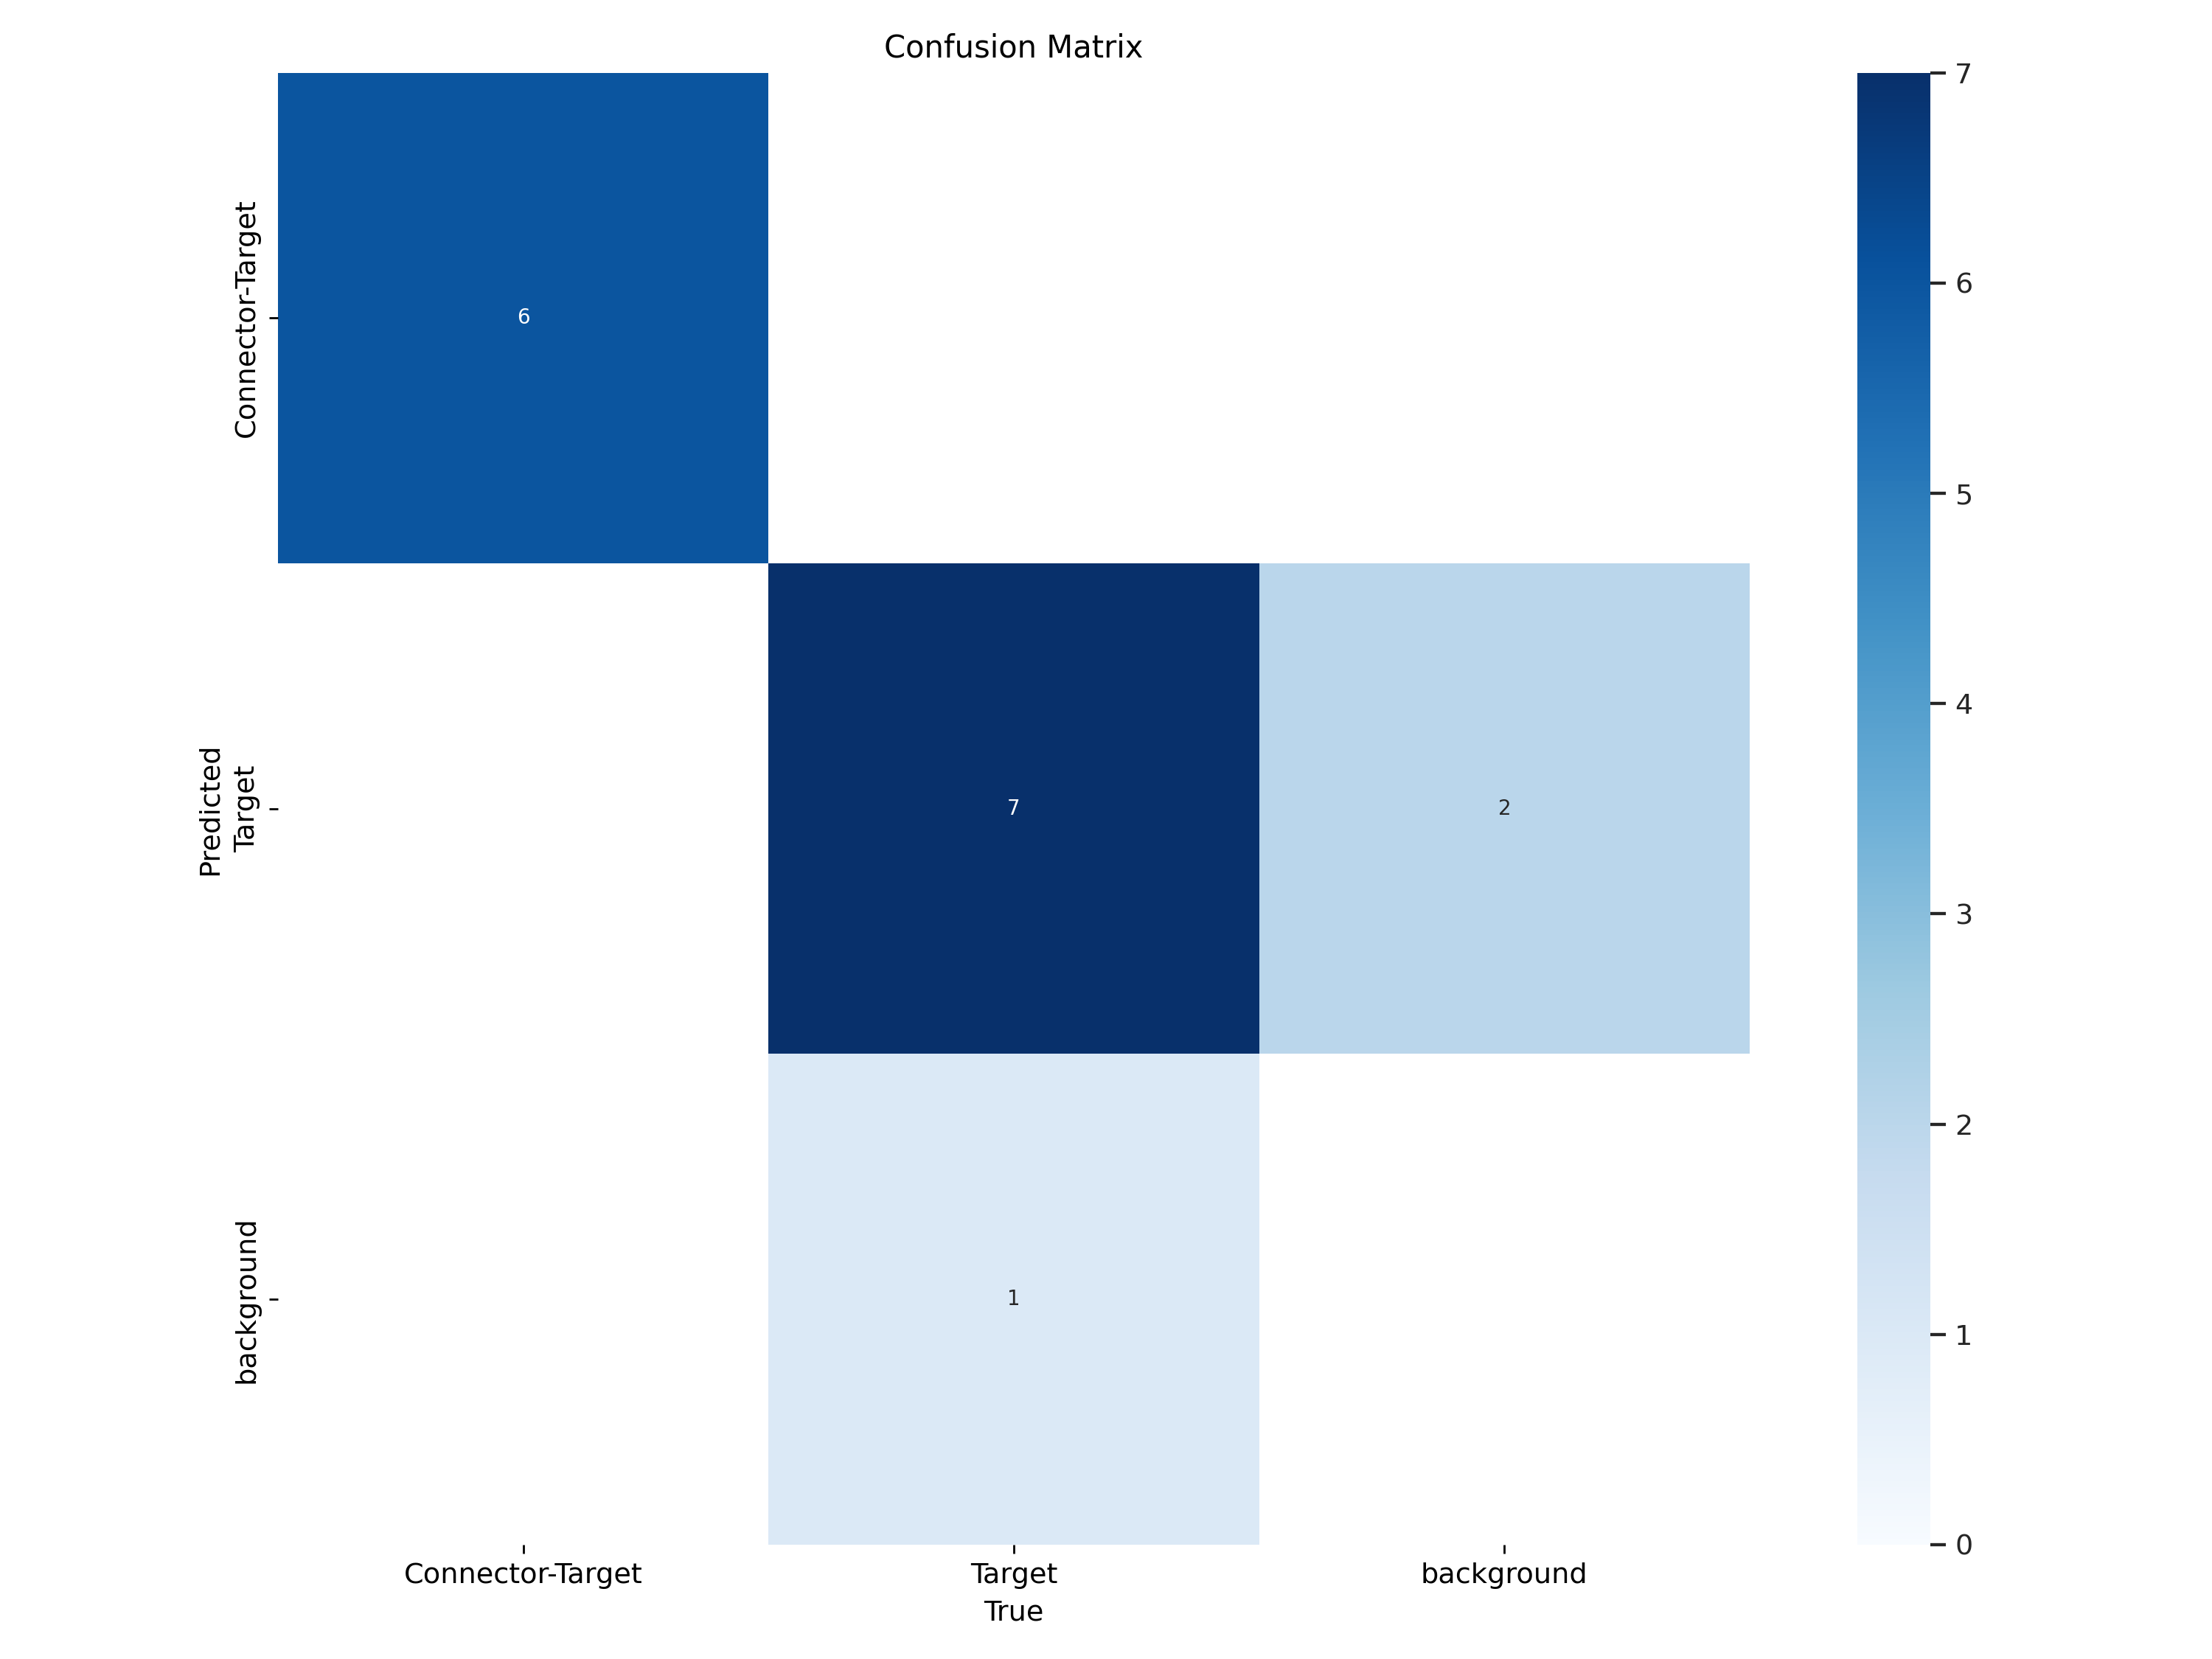 Confusion Matrix
Connector-Target
Target
background
Predicted
6
7
2
1
Connector-Target
Target
background
True
7
6
5
4
3
2
1
0